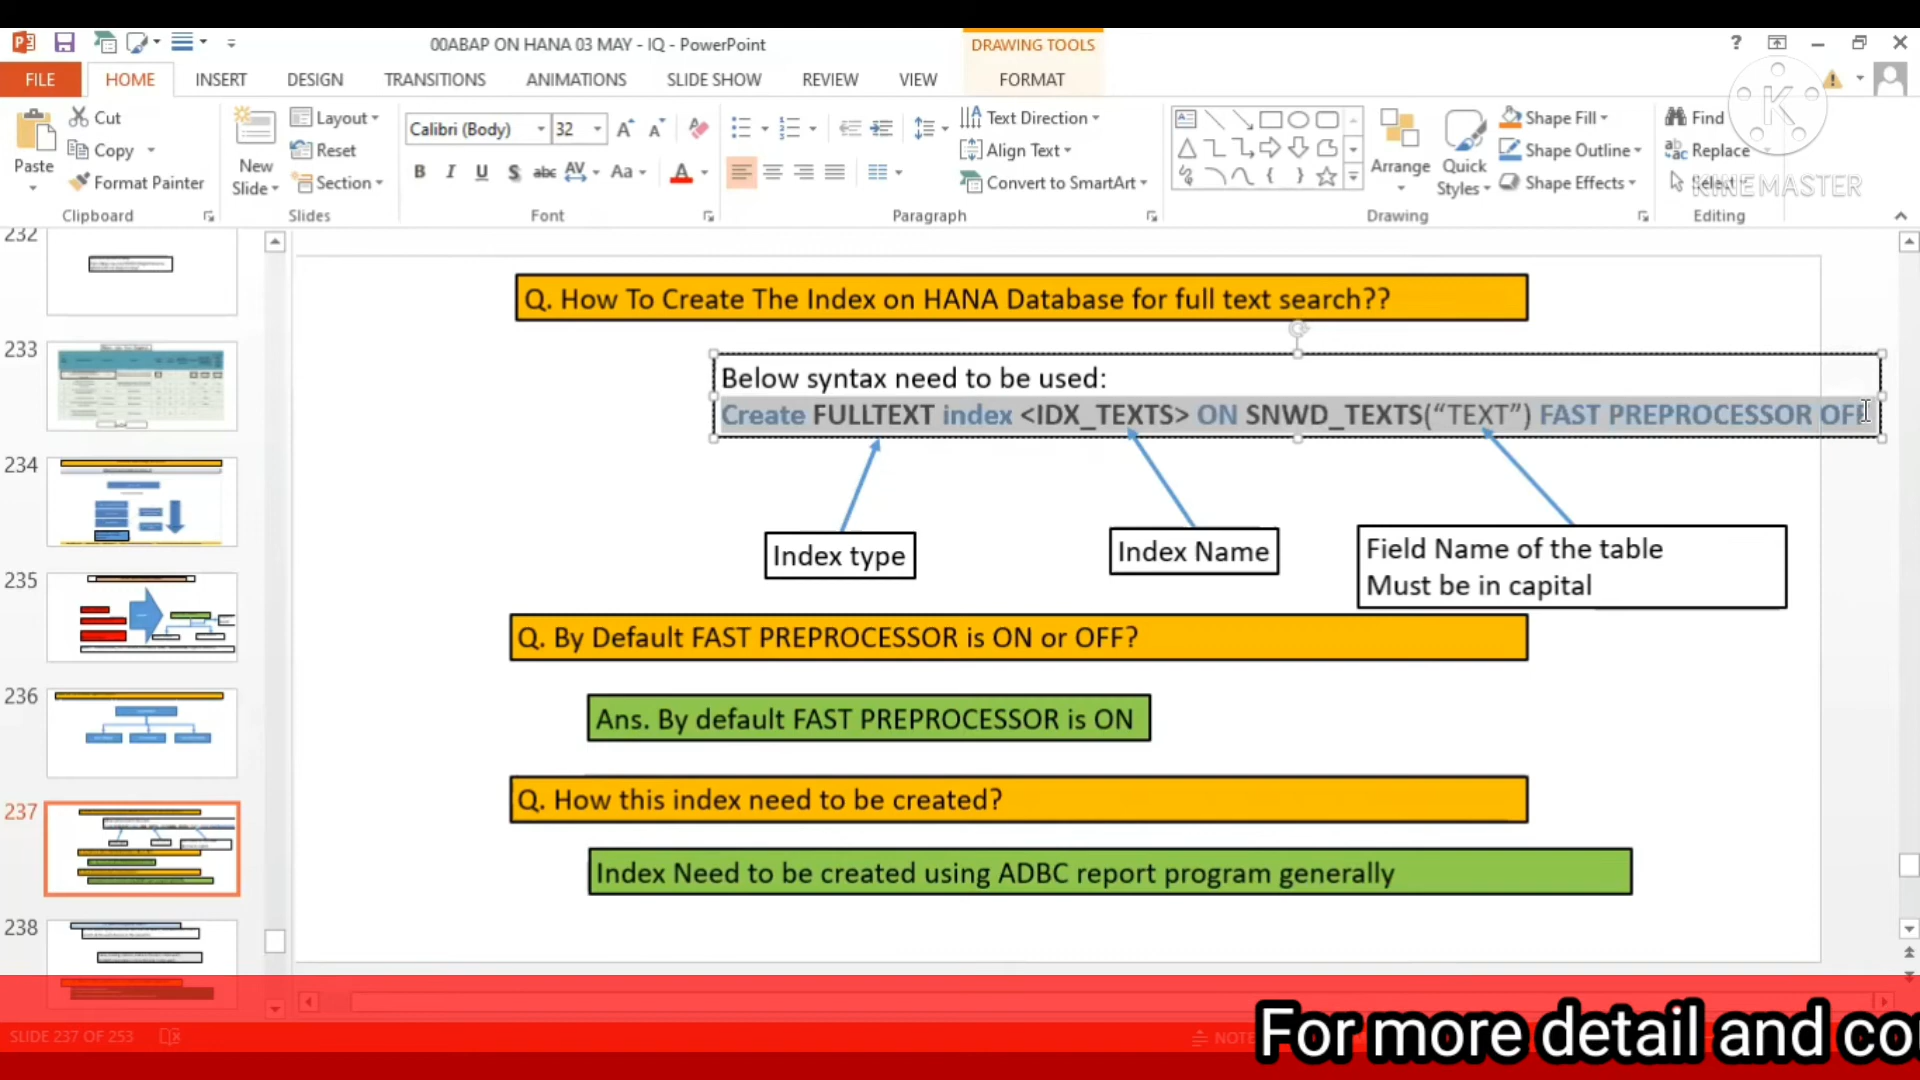 00ABAP ON HANA 03 MAY - IQ - PowerPoint
DRAWING TOOLS
?
FILE HOME INSERT DESIGN TRANSITIONS ANIMATIONS SLIDE SHOW REVIEW VIEW FORMAT
Cut
Copy
Format Painter
Paste
Clipboard
New
Slide
Layout
Reset
Section
Slides
Calibri (Body) 32
Font
Paragraph
Text Direction
Align Text
Convert to SmartArt
Arrange
Quick
Styles
Shape Fill
Shape Outline
Shape Effects
Drawing
Find
Replace
Select
Editing
K
KINEMASTER
232
233
234
235
236
237
238
Q. How To Create The Index on HANA Database for full text search??
Below syntax need to be used:
Create FULLTEXT index <IDX_TEXTS> ON SNWD_TEXTS(“TEXT”) FAST PREPROCESSOR OFF
Index type
Index Name
Field Name of the table
Must be in capital
Q. By Default FAST PREPROCESSOR is ON or OFF?
Ans. By default FAST PREPROCESSOR is ON
Q. How this index need to be created?
Index Need to be created using ADBC report program generally
SLIDE 237 OF 253
NOTE
For more detail and co